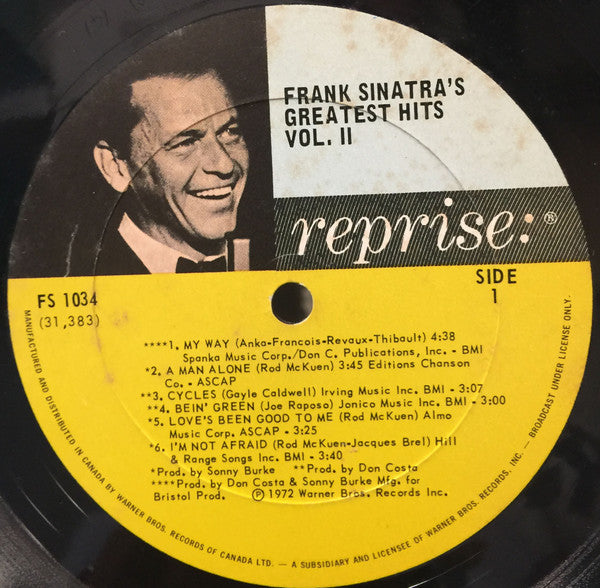 FRANK SINATRA'S
GREATEST HITS
VOL. II
reprise:®
FS 1034
(31,383)
SIDE
1
****1. MY WAY (Anka-Francois-Revaux-Thibault) 4:38
Spanka Music Corp./Don C. Publications, Inc. - BMI
*2. A MAN ALONE (Rod McKuen) 3:45 Editions Chanson
Co. - ASCAP
**3. CYCLES (Gayle Caldwell) Irving Music Inc. BMI - 3:07
**4. BEIN' GREEN (Joe Raposo) Jonico Music Inc. BMI - 3:00
*5. LOVE'S BEEN GOOD TO ME (Rod McKuen) Almo
Music Corp. ASCAP - 3:25
*6. I'M NOT AFRAID (Rod McKuen-Jacques Brel) Hill
& Range Songs Inc. BMI - 3:40
*Prod. by Sonny Burke **Prod. by Don Costa
****Prod. by Don Costa & Sonny Burke Mfg. for
Bristol Prod. ℗ 1972 Warner Bros. Records Inc.
MANUFACTURED AND DISTRIBUTED IN CANADA BY WARNER BROS. RECORDS OF CANADA LTD. — A SUBSIDIARY AND LICENSEE OF WARNER BROS. RECORDS, INC. — BROADCAST UNDER LICENSE ONLY.